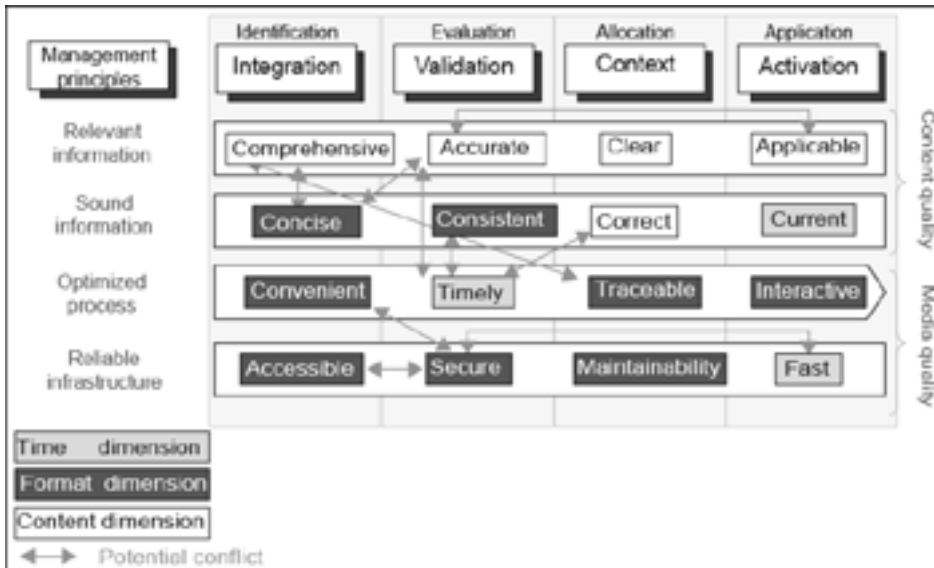 Identification Evaluation Allocation Application
Management
principles
Integration Validation Context Activation
Relevant
information
Comprehensive Accurate Clear Applicable
Sound
information
Concise Consistent Correct Current
Content quality
Optimized
process
Convenient Timely Traceable Interactive
Reliable
infrastructure
Accessible Secure Maintainability Fast
Media quality
Time dimension
Format dimension
Content dimension
Potential conflict